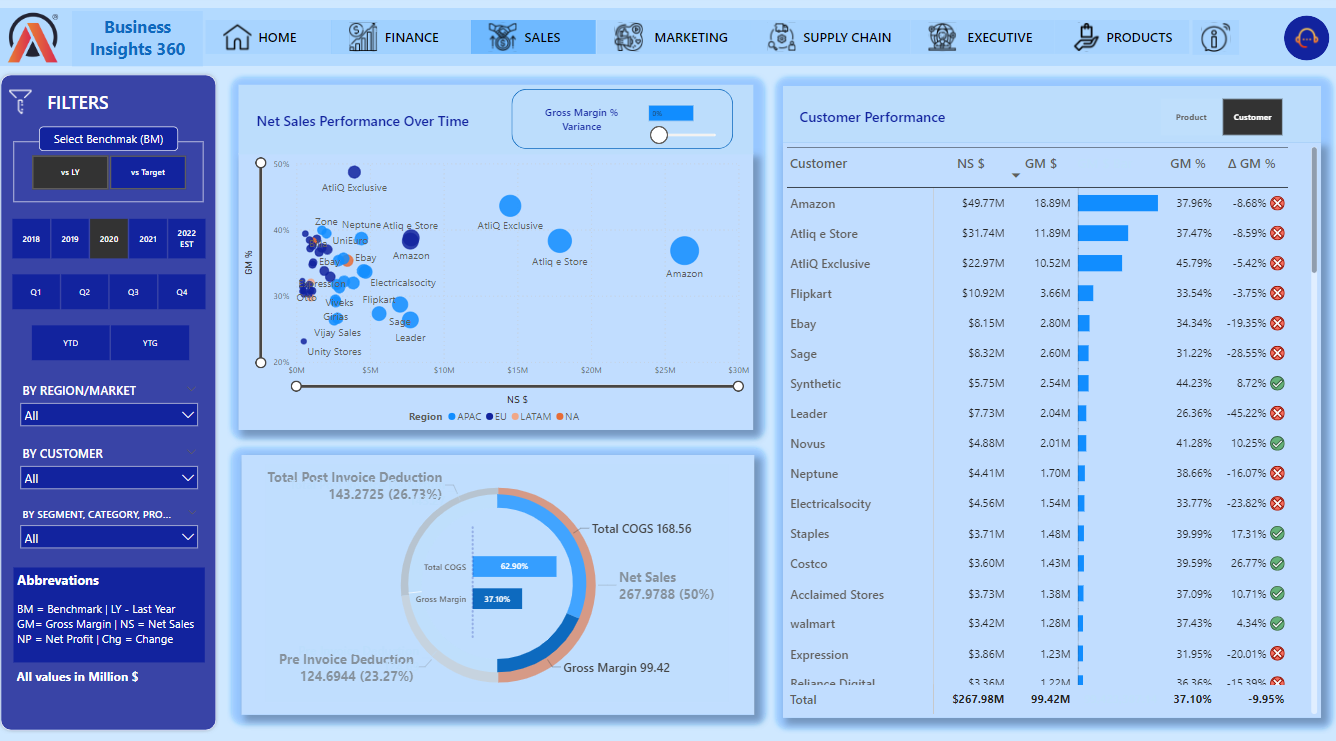 Business
Insights 360
HOME
FINANCE
SALES
MARKETING
SUPPLY CHAIN
EXECUTIVE
PRODUCTS
FILTERS
Select Benchmak (BM)
vs LY
vs Target
2018
2019
2020
2021
2022
EST
Q1
Q2
Q3
Q4
YTD
YTG
BY REGION/MARKET
All
BY CUSTOMER
All
BY SEGMENT, CATEGORY, PRO...
All
Abbrevations
BM = Benchmark | LY - Last Year
GM= Gross Margin | NS = Net Sales
NP = Net Profit | Chg = Change
All values in Million $
Net Sales Performance Over Time
Gross Margin %
Variance
0%
50%
40%
30%
20%
GM %
AtliQ Exclusive
Zone
Neptune
Atliq e Store
UniEuro
Amazon
Ebay
Ebay
Expression
Electricalsocity
Otto
Viveks
Flipkart
Girias
Sage
Vijay Sales
Leader
Unity Stores
AtliQ Exclusive
Atliq e Store
Amazon
$0M
$5M
$10M
$15M
$20M
$25M
$30M
NS $
Region APAC EU LATAM NA
Total Post Invoice Deduction
143.2725 (26.73%)
Total COGS 168.56
Total COGS 62.90%
Gross Margin 37.10%
Net Sales
267.9788 (50%)
Pre Invoice Deduction
124.6944 (23.27%)
Gross Margin 99.42
Customer Performance
Product
Customer
Customer NS $ GM $ GM % Δ GM %
Amazon $49.77M 18.89M 37.96% -8.68%
Atliq e Store $31.74M 11.89M 37.47% -8.59%
AtliQ Exclusive $22.97M 10.52M 45.79% -5.42%
Flipkart $10.92M 3.66M 33.54% -3.75%
Ebay $8.15M 2.80M 34.34% -19.35%
Sage $8.32M 2.60M 31.22% -28.55%
Synthetic $5.75M 2.54M 44.23% 8.72%
Leader $7.73M 2.04M 26.36% -45.22%
Novus $4.88M 2.01M 41.28% 10.25%
Neptune $4.41M 1.70M 38.66% -16.07%
Electricalsocity $4.56M 1.54M 33.77% -23.82%
Staples $3.71M 1.48M 39.99% 17.31%
Costco $3.60M 1.43M 39.59% 26.77%
Acclaimed Stores $3.73M 1.38M 37.09% 10.71%
walmart $3.42M 1.28M 37.43% 4.34%
Expression $3.86M 1.23M 31.95% -20.01%
Reliance Digital $3.36M 1.22M 36.36% -15.39%
Total $267.98M 99.42M 37.10% -9.95%